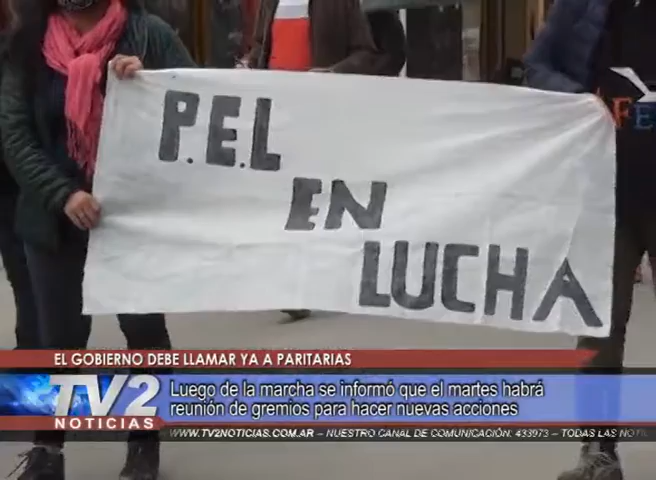 P.E.L
EN
LUCHA
FE
EL GOBIERNO DEBE LLAMAR YA A PARITARIAS
TV2
NOTICIAS
Luego de la marcha se informó que el martes habrá
reunión de gremios para hacer nuevas acciones
WWW.TV2NOTICIAS.COM.AR – NUESTRO CANAL DE COMUNICACIÓN: 433973 – TODAS LAS NOTI